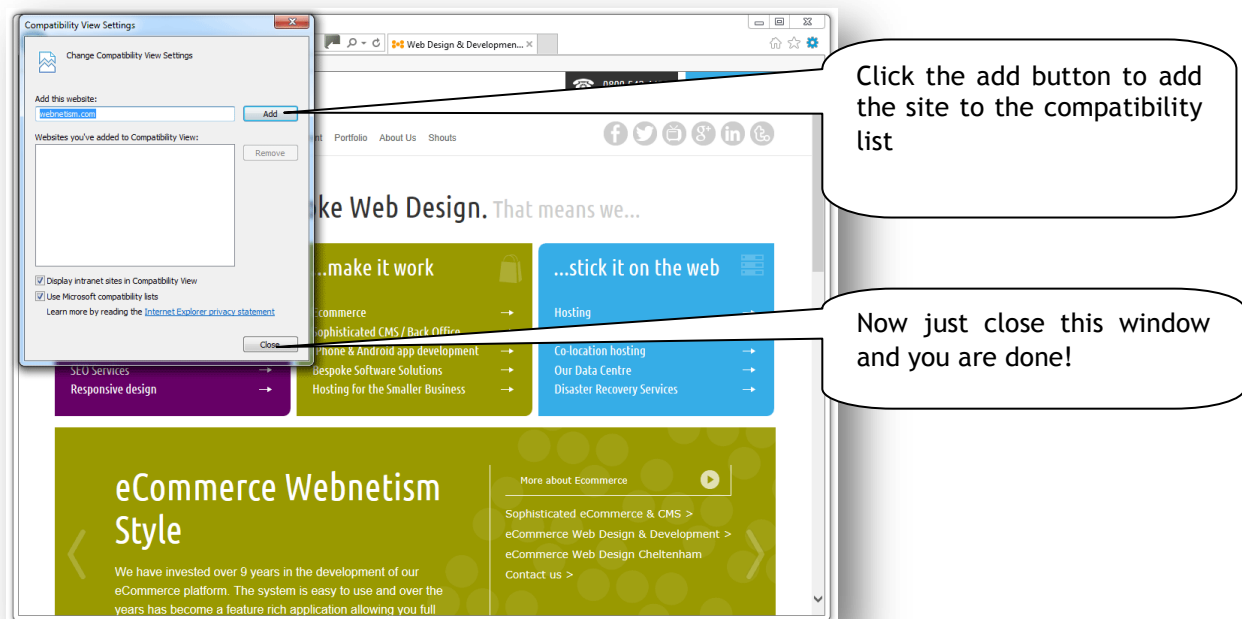 Compatibility View Settings
Change Compatibility View Settings
Add this website:
webnetism.com
Add
Websites you've added to Compatibility View:
Remove
Display intranet sites in Compatibility View
Use Microsoft compatibility lists
Learn more by reading the Internet Explorer privacy statement
Close
Web Design & Developmen...
Portfolio About Us Shouts
ke Web Design. That means we...
...make it work
Ecommerce
Sophisticated CMS / Back Office
iPhone & Android app development
Bespoke Software Solutions
Hosting for the Smaller Business
...stick it on the web
Hosting
Co-location hosting
Our Data Centre
Disaster Recovery Services
SEO Services
Responsive design
eCommerce Webnetism
Style
We have invested over 9 years in the development of our
eCommerce platform. The system is easy to use and over the
years has become a feature rich application allowing you full
More about Ecommerce
Sophisticated eCommerce & CMS >
eCommerce Web Design & Development >
eCommerce Web Design Cheltenham
Contact us >
Click the add button to add
the site to the compatibility
list
Now just close this window
and you are done!